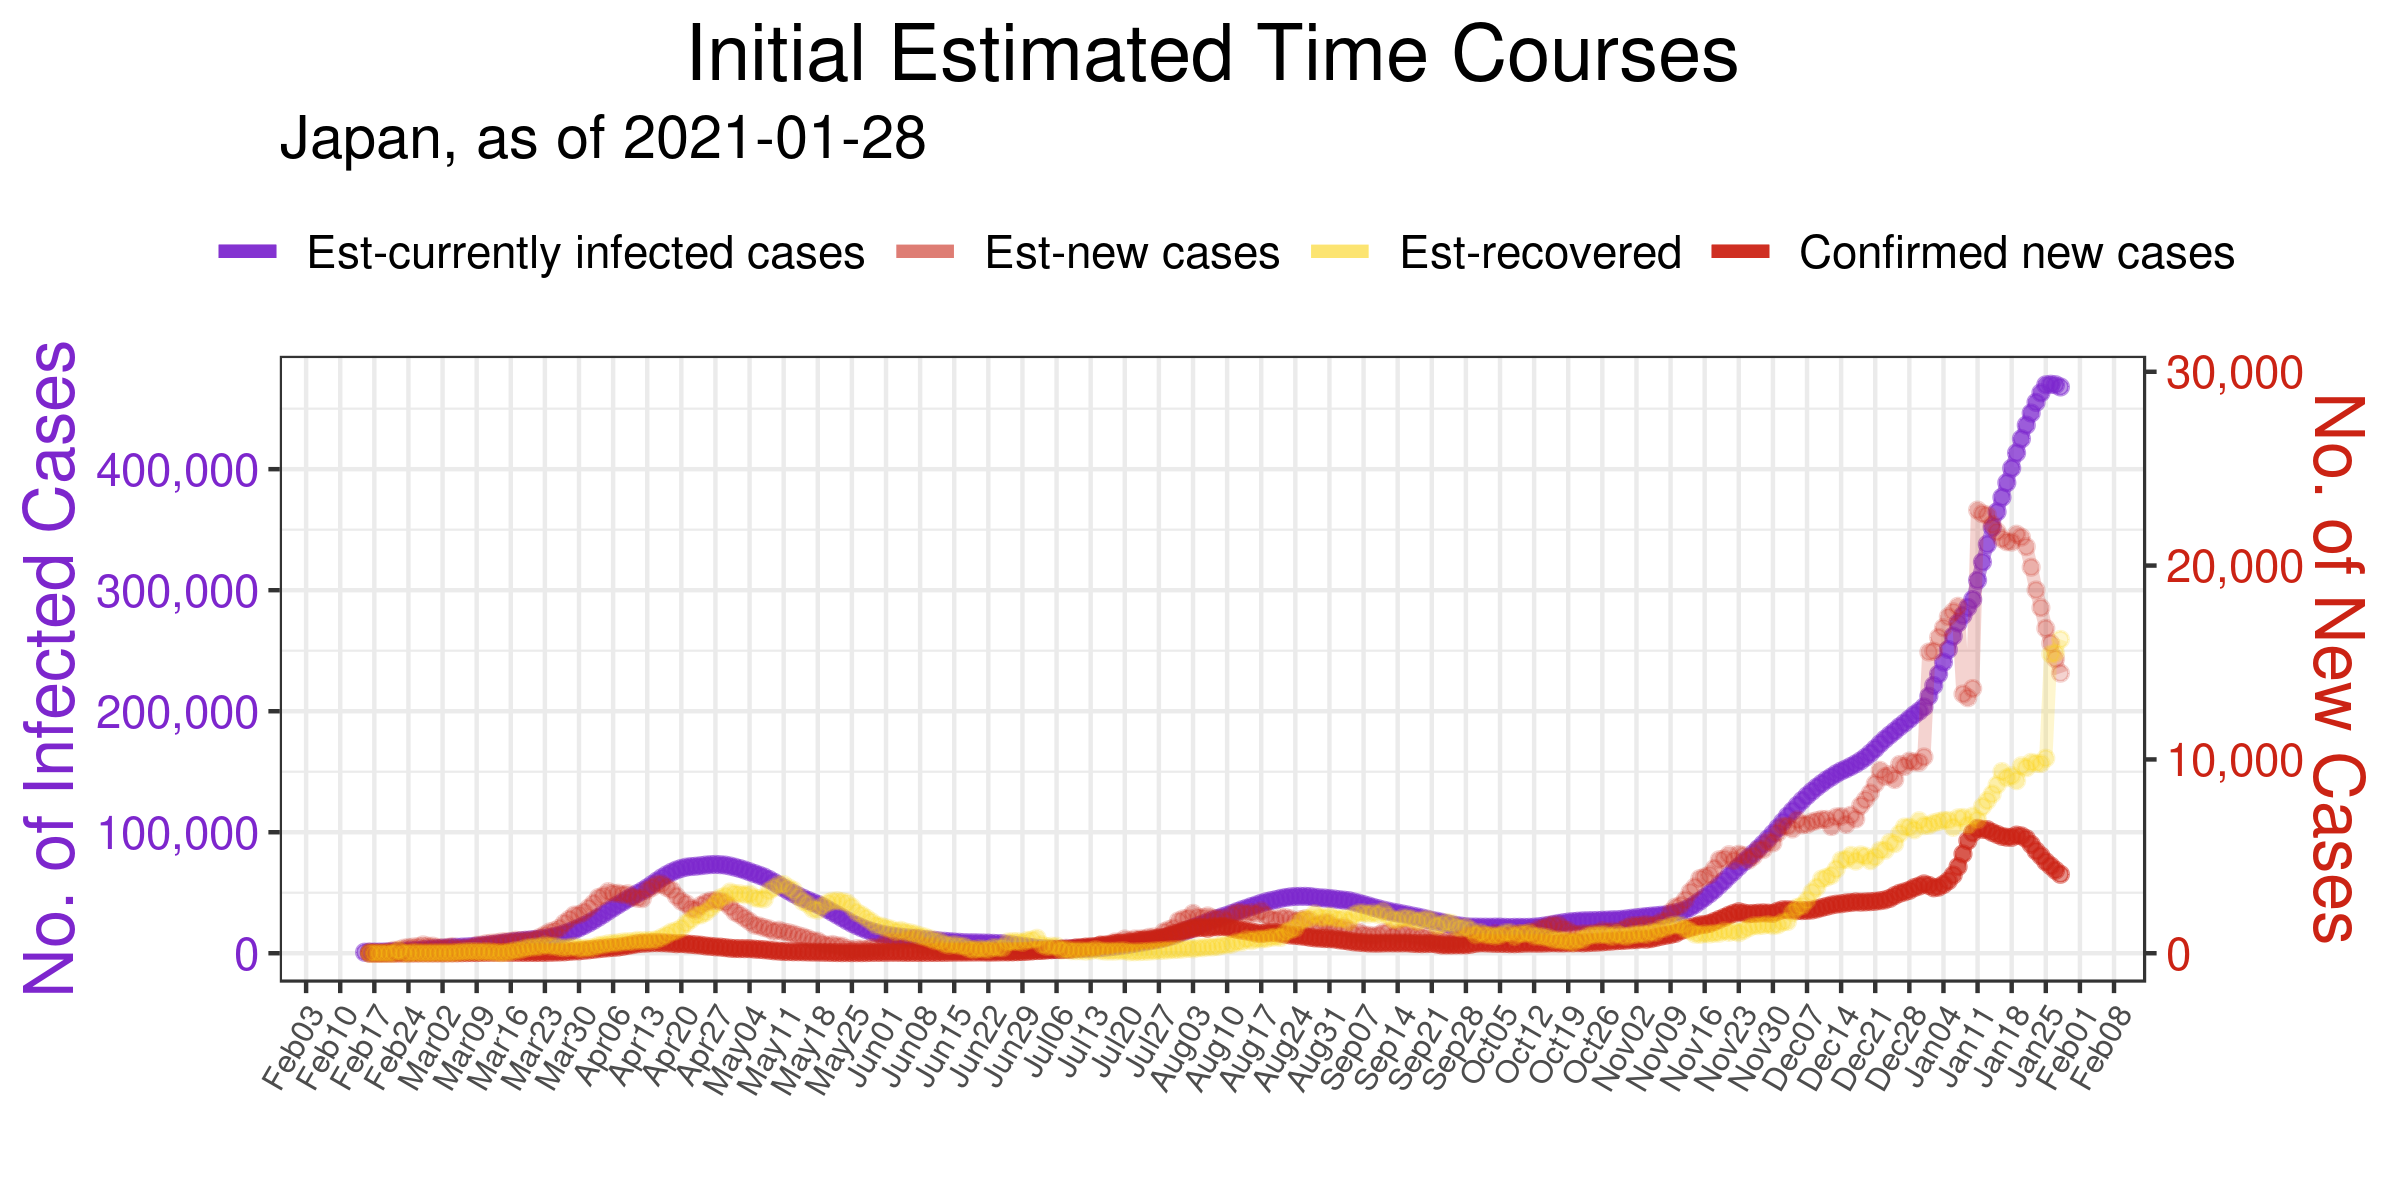 Initial Estimated Time Courses
Japan, as of 2021-01-28
Est-currently infected cases Est-new cases Est-recovered Confirmed new cases
No. of Infected Cases
400,000
300,000
200,000
100,000
0
30,000
20,000
10,000
0
No. of New Cases
Feb03 Feb10 Feb17 Feb24 Mar02 Mar09 Mar16 Mar23 Mar30 Apr06 Apr13 Apr20 Apr27 May04 May11 May18 May25 Jun01 Jun08 Jun15 Jun22 Jun29 Jul06 Jul13 Jul20 Jul27 Aug03 Aug10 Aug17 Aug24 Aug31 Sep07 Sep14 Sep21 Sep28 Oct05 Oct12 Oct19 Oct26 Nov02 Nov09 Nov16 Nov23 Nov30 Dec07 Dec14 Dec21 Dec28 Jan04 Jan11 Jan18 Jan25 Feb01 Feb08